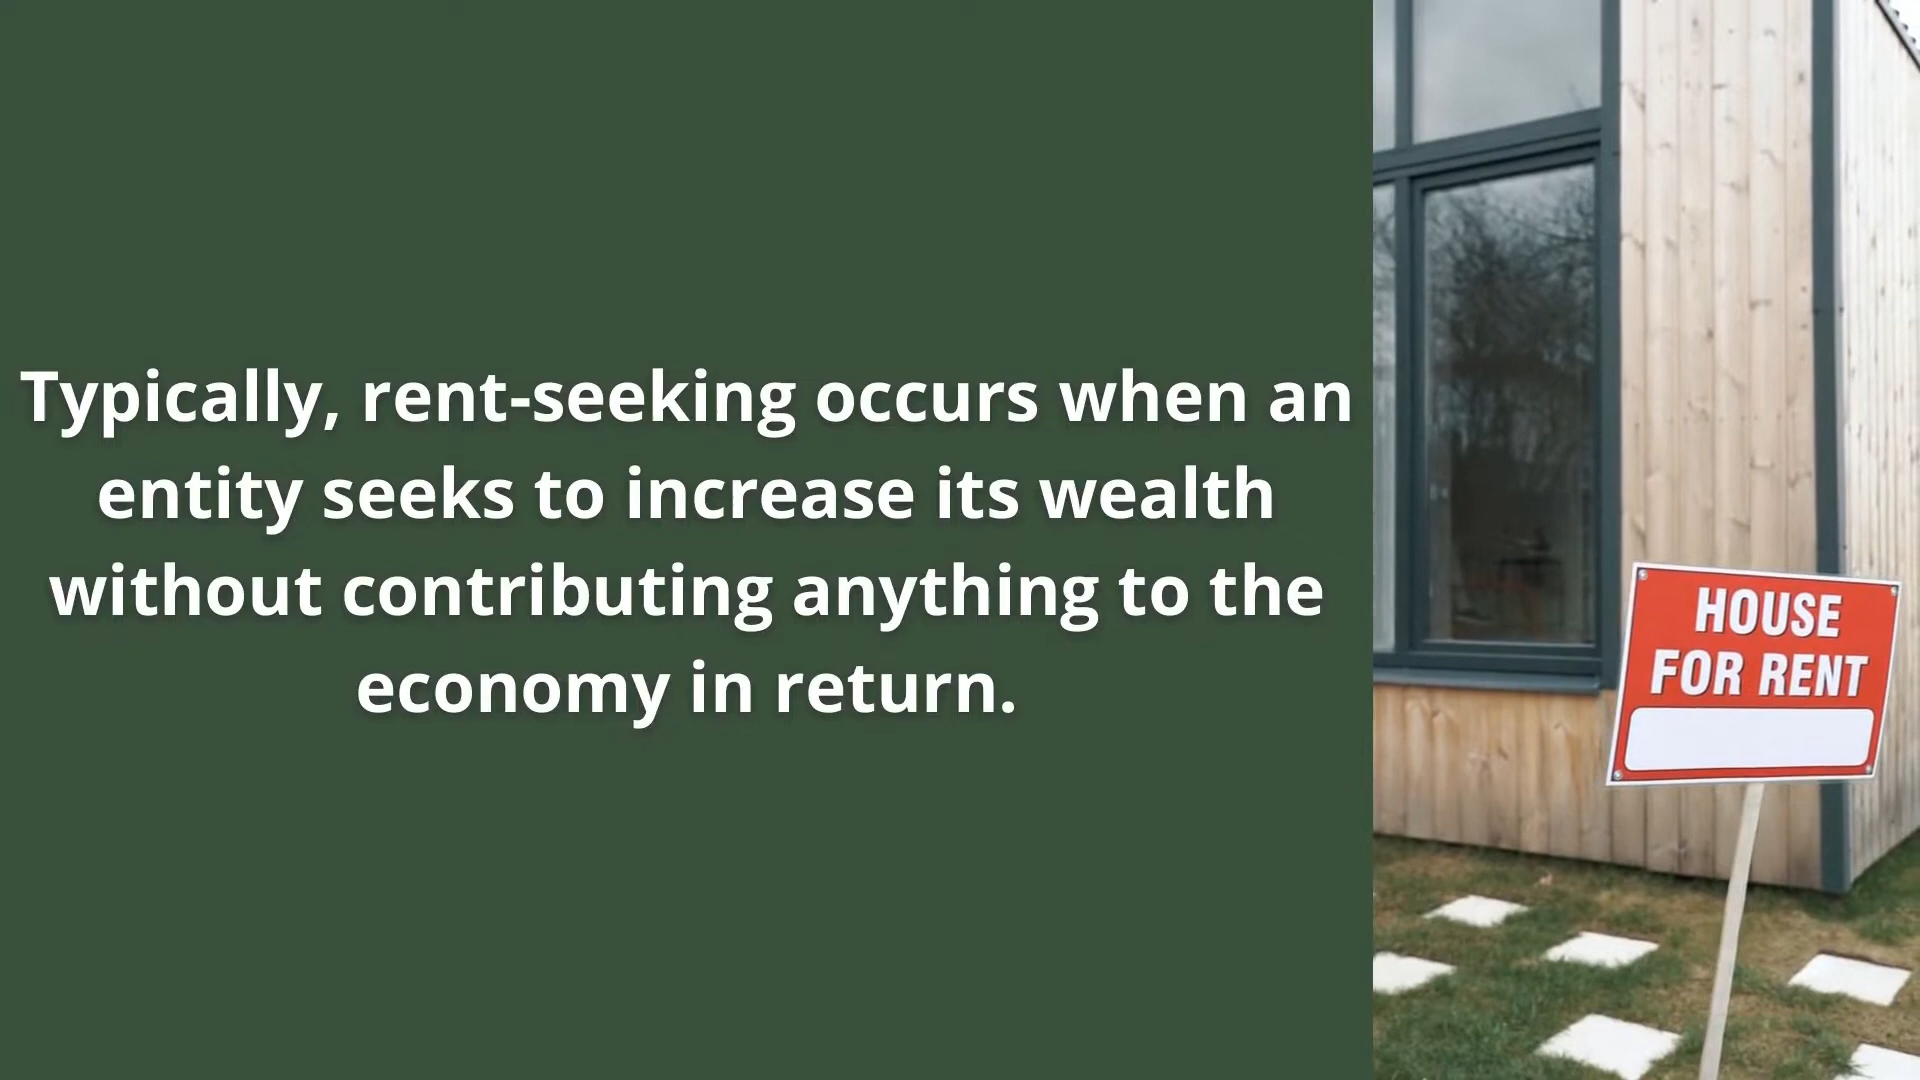 Typically, rent-seeking occurs when an
entity seeks to increase its wealth
without contributing anything to the
economy in return.
HOUSE
FOR RENT